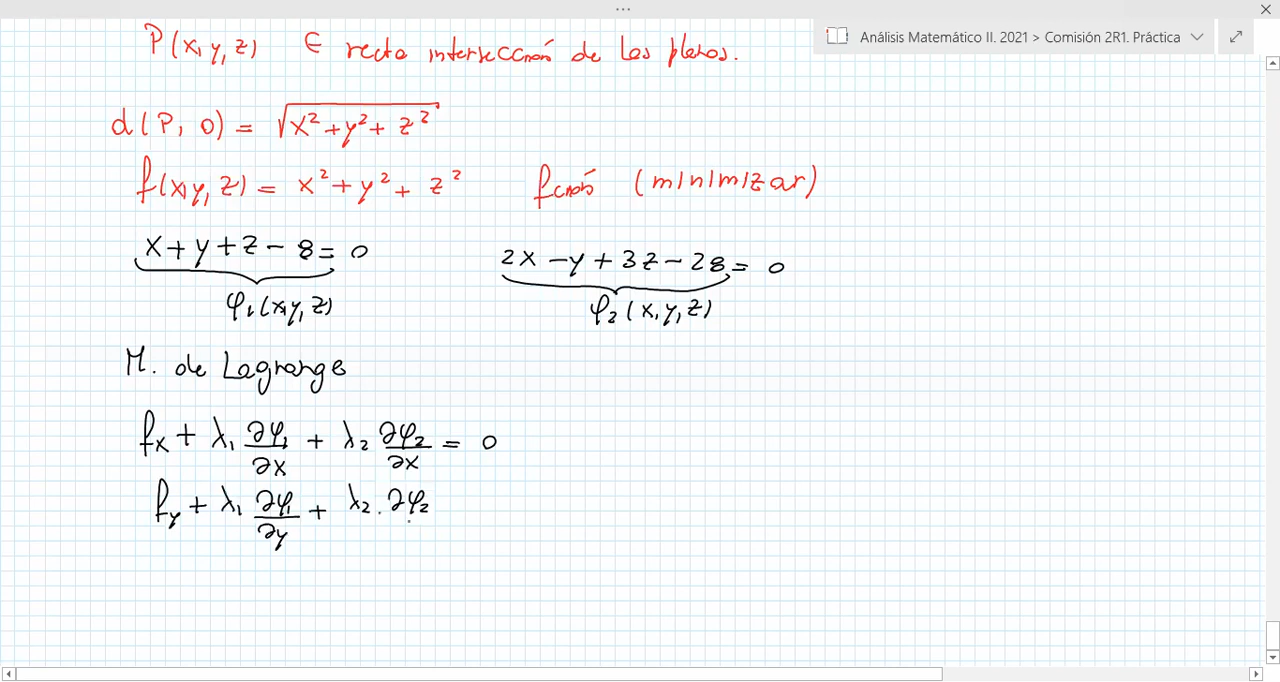 Análisis Matemático II. 2021 > Comisión 2R1. Práctica
P(x, y, z) ∈ recta intersección de los planos.
d(P, 0) = √x² + y² + z²
f(x, y, z) = x² + y² + z² fción (minimizar)
x + y + z - 8 = 0 2x - y + 3z - 28 = 0
φ₁(x, y, z) φ₂(x, y, z)
M. de Lagrange
fx + λ₁ ∂φ₁/∂x + λ₂ ∂φ₂/∂x = 0
fy + λ₁ ∂φ₁/∂y + λ₂ . ∂φ₂